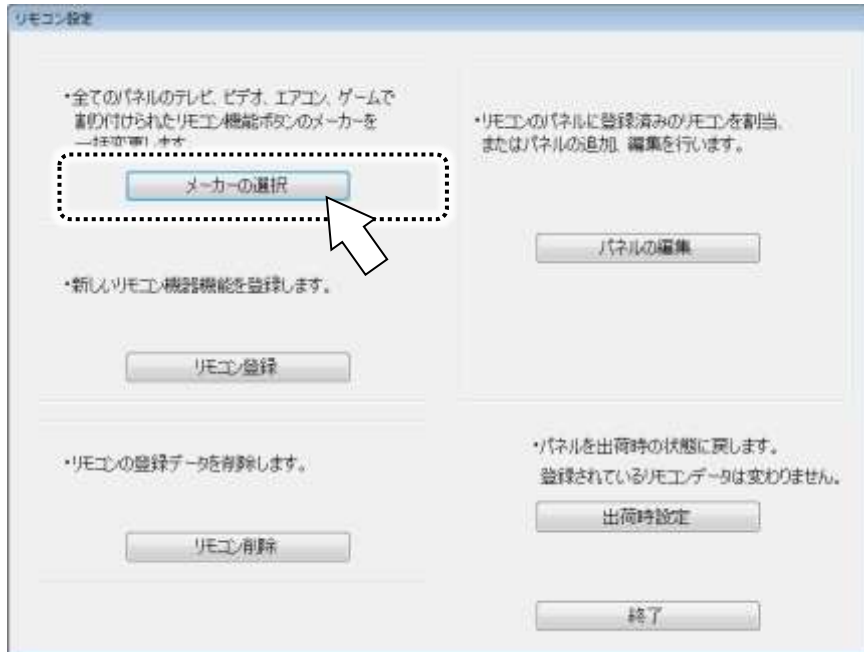 リモコン設定
・全てのパネルのテレビ、ビデオ、エアコン、ゲームで
割り付けられたリモコン機能ボタンのメーカーを
一括変更します
メーカーの選択
・新しいリモコン機器機能を登録します。
リモコン登録
・リモコンの登録データを削除します。
リモコン削除
・リモコンのパネルに登録済みのリモコンを割当、
またはパネルの追加、編集を行います。
パネルの編集
・パネルを出荷時の状態に戻します。
登録されているリモコンデータは変わりません。
出荷時設定
終了